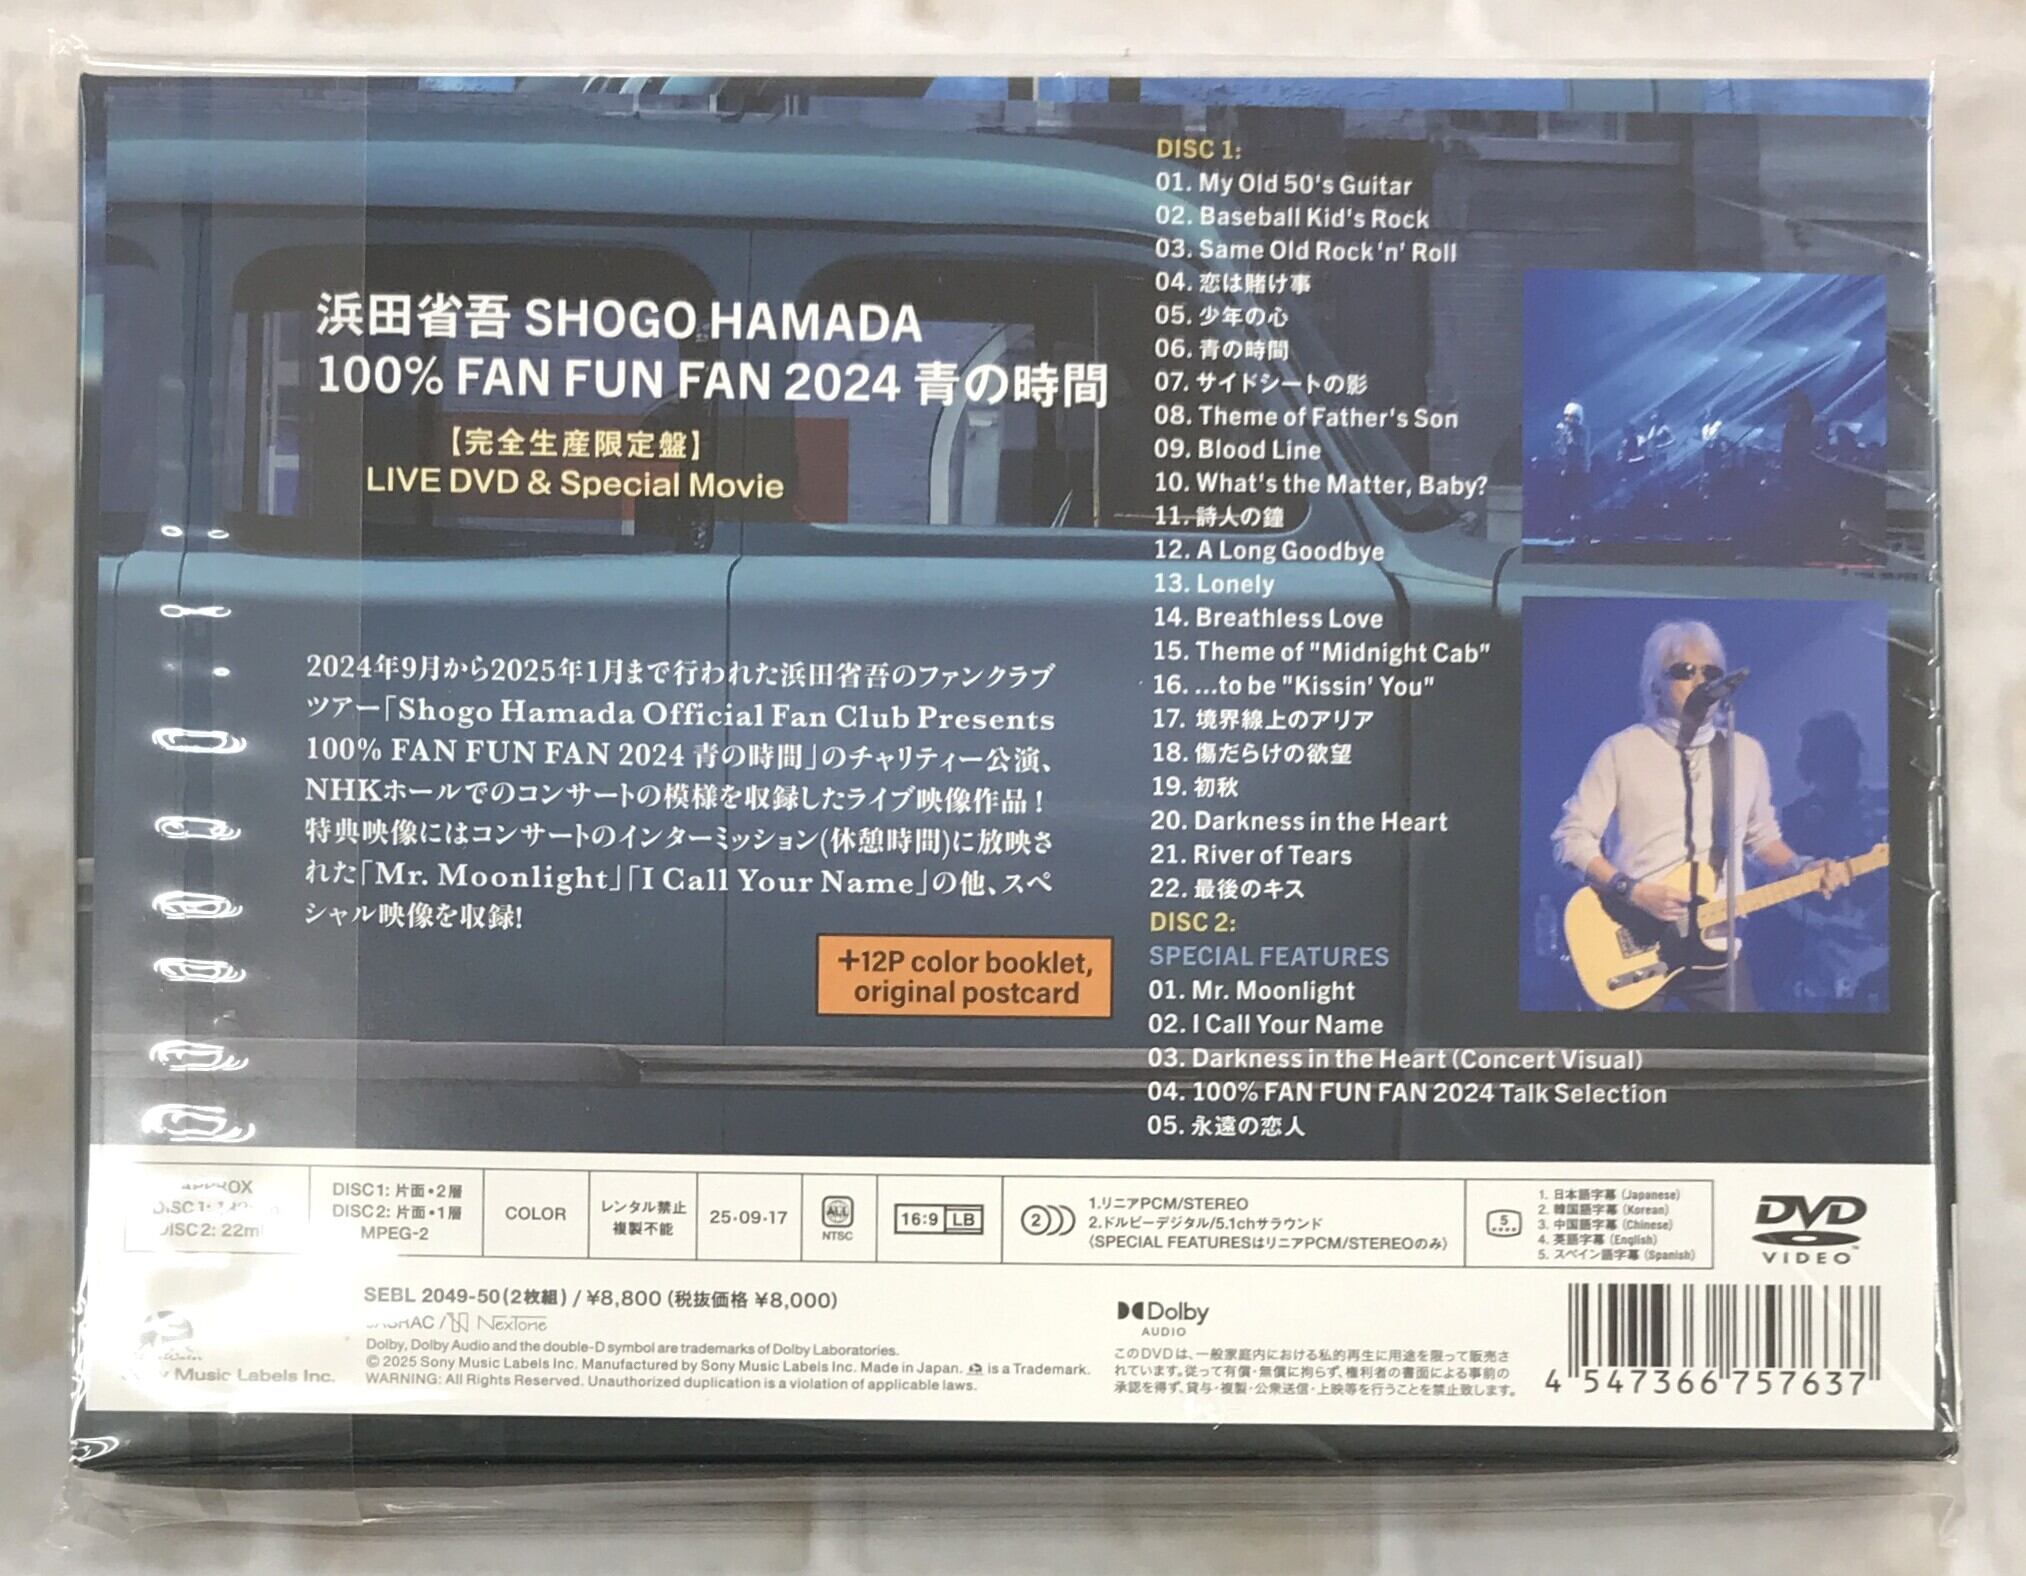 浜田省吾 SHOGO HAMADA
100% FAN FUN FAN 2024 青の時間
【完全生産限定盤】
LIVE DVD & Special Movie
2024年9月から2025年1月まで行われた浜田省吾のファンクラブ
ツアー「Shogo Hamada Official Fan Club Presents
100% FAN FUN FAN 2024 青の時間」のチャリティー公演、
NHKホールでのコンサートの模様を収録したライブ映像作品！
特典映像にはコンサートのインターミッション(休憩時間)に放映さ
れた「Mr. Moonlight」「I Call Your Name」の他、スペ
シャル映像を収録!
+12P color booklet,
original postcard
DISC 1:
01. My Old 50's Guitar
02. Baseball Kid's Rock
03. Same Old Rock 'n' Roll
04. 恋は賭け事
05. 少年の心
06. 青の時間
07. サイドシートの影
08. Theme of Father's Son
09. Blood Line
10. What's the Matter, Baby?
11. 詩人の鐘
12. A Long Goodbye
13. Lonely
14. Breathless Love
15. Theme of "Midnight Cab"
16. ...to be "Kissin' You"
17. 境界線上のアリア
18. 傷だらけの欲望
19. 初秋
20. Darkness in the Heart
21. River of Tears
22. 最後のキス
DISC 2:
SPECIAL FEATURES
01. Mr. Moonlight
02. I Call Your Name
03. Darkness in the Heart (Concert Visual)
04. 100% FAN FUN FAN 2024 Talk Selection
05. 永遠の恋人
DISC 2: 22m
DISC1: 片面・2層
DISC2: 片面・1層
MPEG-2
COLOR
レンタル禁止
複製不能
25・09・17
ALL
NTSC
16:9 LB
2
1.リニアPCM/STEREO
2.ドルビーデジタル/5.1chサラウンド
(SPECIAL FEATURESはリニアPCM/STEREOのみ)
5
1. 日本語字幕 (Japanese)
2. 韓国語字幕 (Korean)
3. 中国語字幕 (Chinese)
4. 英語字幕 (English)
5. スペイン語字幕 (Spanish)
DVD
VIDEO™
SEBL 2049-50(2枚組) / ¥8,800 (税抜価格 ¥8,000)
JASRAC / NexTone
Dolby, Dolby Audio and the double-D symbol are trademarks of Dolby Laboratories.
© 2025 Sony Music Labels Inc. Manufactured by Sony Music Labels Inc. Made in Japan. is a Trademark.
WARNING: All Rights Reserved. Unauthorized duplication is a violation of applicable laws.
Music Labels Inc.
Dolby
AUDIO
このDVDは、一般家庭内における私的再生に用途を限って販売さ
れています。従って有償・無償に拘らず、権利者の書面による事前の
承認を得ず、貸与・複製・公衆送信・上映等を行うことを禁止致します。
4 547366 757637